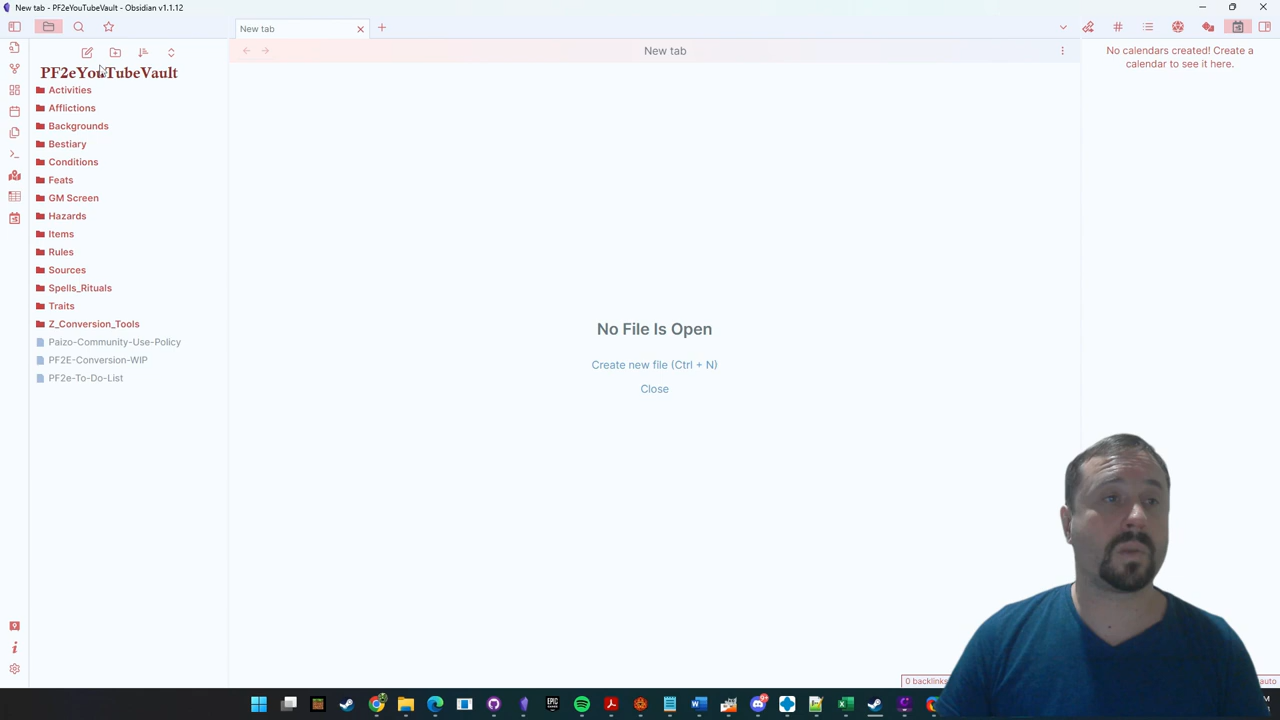 New tab - PF2eYouTubeVault - Obsidian v1.1.12
New tab
New tab
PF2eYouTubeVault
Activities
Afflictions
Backgrounds
Bestiary
Conditions
Feats
GM Screen
Hazards
Items
Rules
Sources
Spells_Rituals
Traits
Z_Conversion_Tools
Paizo-Community-Use-Policy
PF2E-Conversion-WIP
PF2e-To-Do-List
No File Is Open
Create new file (Ctrl + N)
Close
No calendars created! Create a
calendar to see it here.
0 backlinks
EPIC